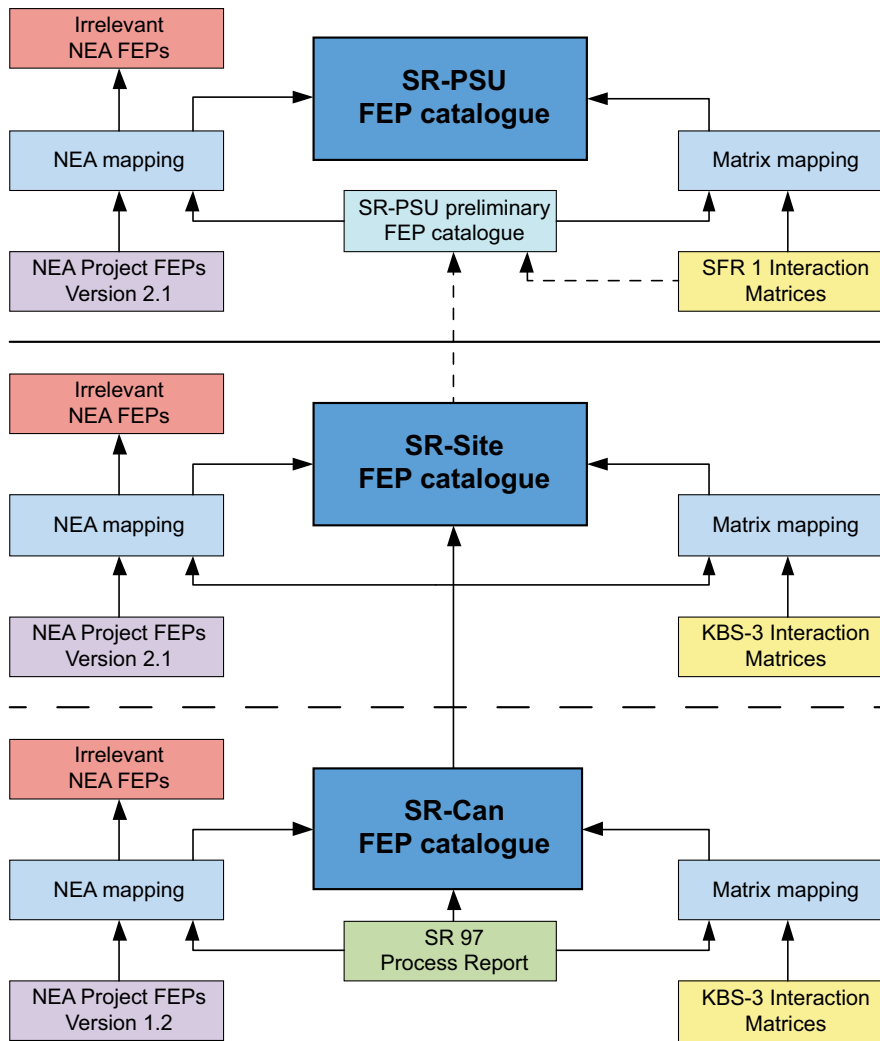 Irrelevant
NEA FEPs
SR-PSU
FEP catalogue
NEA mapping
Matrix mapping
SR-PSU preliminary
FEP catalogue
NEA Project FEPs
Version 2.1
SFR 1 Interaction
Matrices
Irrelevant
NEA FEPs
SR-Site
FEP catalogue
NEA mapping
Matrix mapping
NEA Project FEPs
Version 2.1
KBS-3 Interaction
Matrices
Irrelevant
NEA FEPs
SR-Can
FEP catalogue
NEA mapping
Matrix mapping
SR 97
Process Report
NEA Project FEPs
Version 1.2
KBS-3 Interaction
Matrices